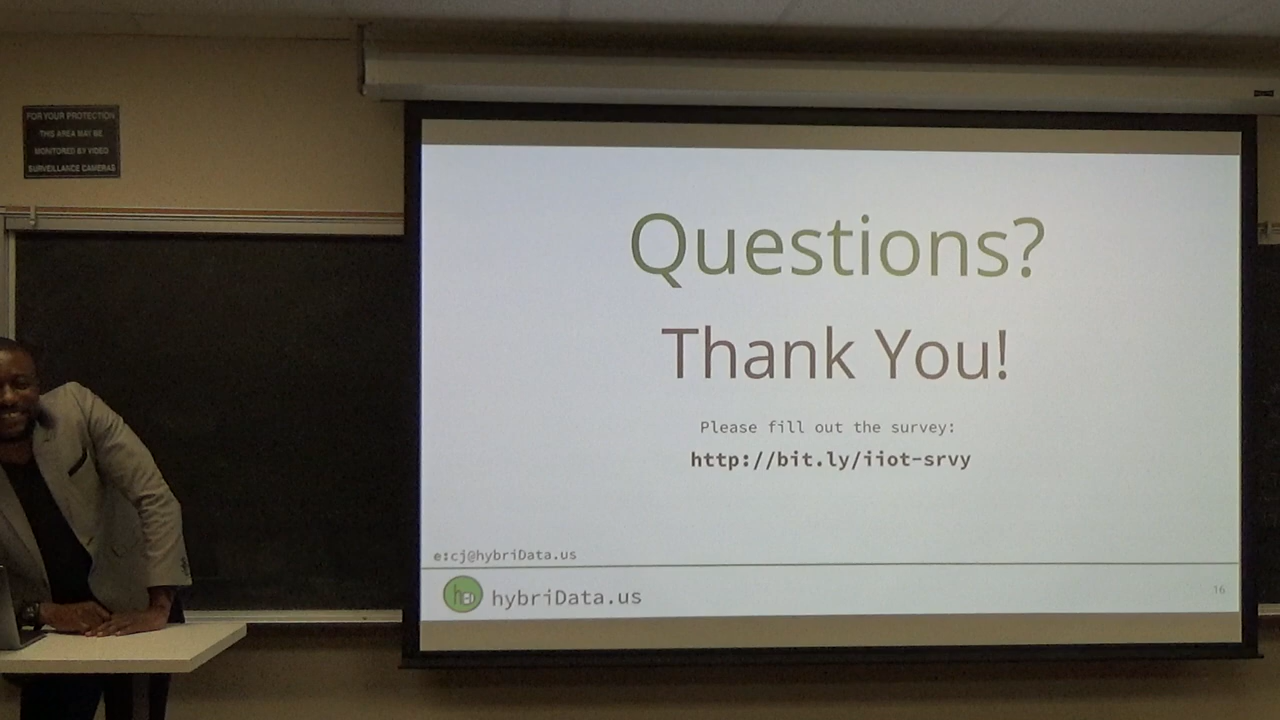 FOR YOUR PROTECTION
THIS AREA MAY BE
MONITORED BY VIDEO
SURVEILLANCE CAMERAS
Questions?
Thank You!
Please fill out the survey:
http://bit.ly/iiot-srvy
e:cj@hybriData.us
hybriData.us
16